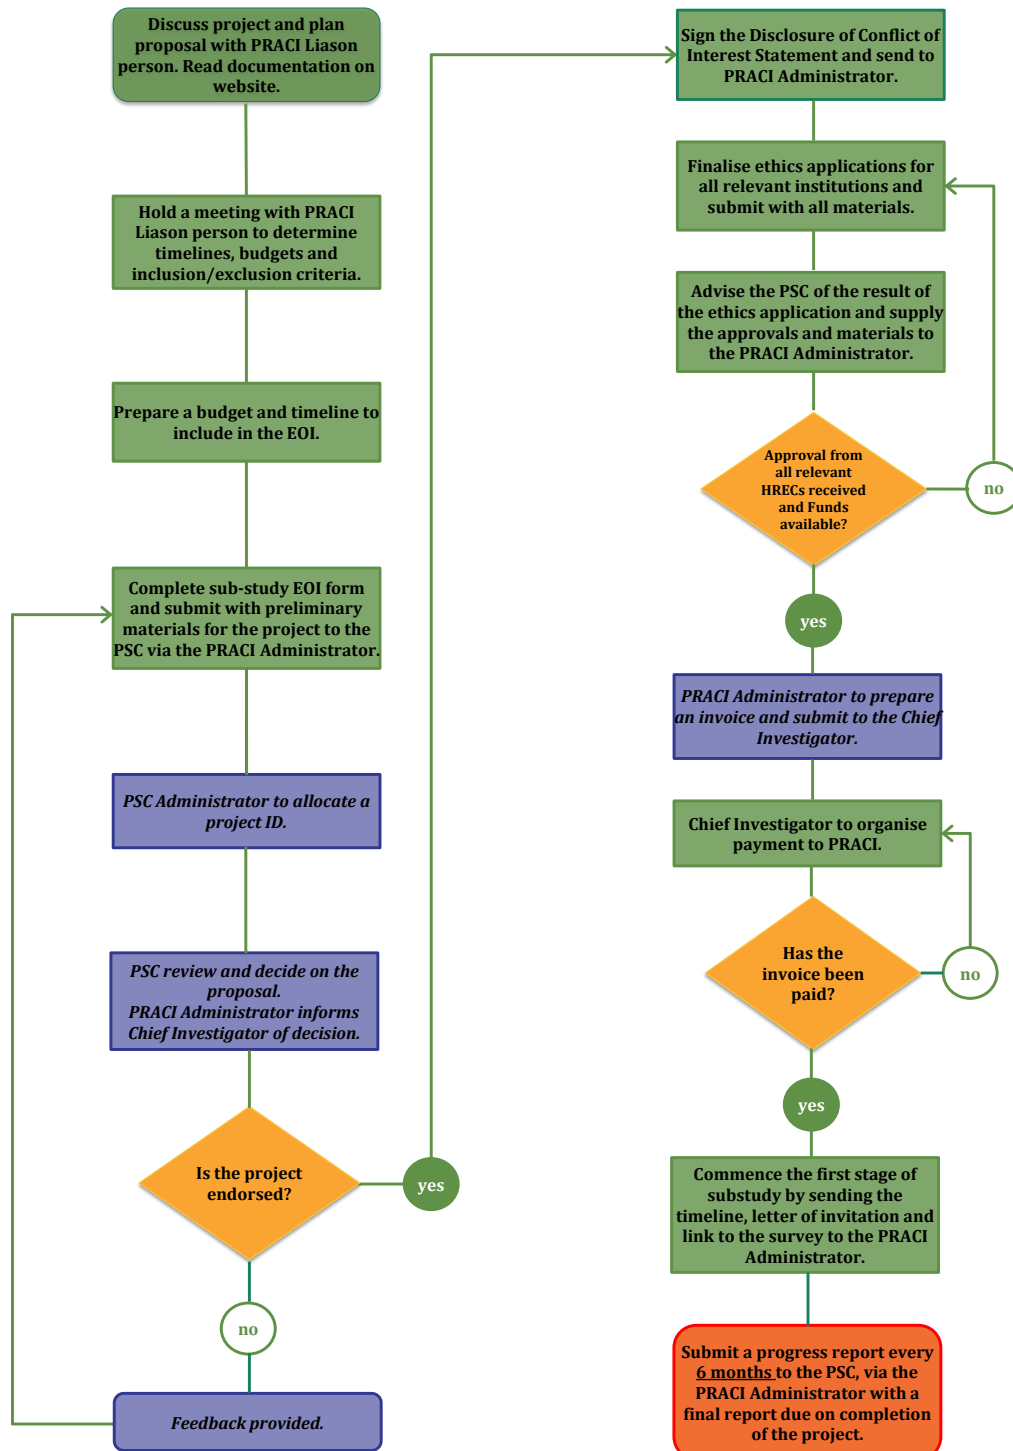 Discuss project and plan
proposal with PRACI Liason
person. Read documentation on
website.
Hold a meeting with PRACI
Liason person to determine
timelines, budgets and
inclusion/exclusion criteria.
Prepare a budget and timeline to
include in the EOI.
Complete sub-study EOI form
and submit with preliminary
materials for the project to the
PSC via the PRACI Administrator.
PSC Administrator to allocate a
project ID.
PSC review and decide on the
proposal.
PRACI Administrator informs
Chief Investigator of decision.
Is the project
endorsed?
yes
no
Feedback provided.
Sign the Disclosure of Conflict of
Interest Statement and send to
PRACI Administrator.
Finalise ethics applications for
all relevant institutions and
submit with all materials.
Advise the PSC of the result of
the ethics application and supply
the approvals and materials to
the PRACI Administrator.
Approval from
all relevant
HRECs received
and Funds
available?
no
yes
PRACI Administrator to prepare
an invoice and submit to the Chief
Investigator.
Chief Investigator to organise
payment to PRACI.
Has the
invoice been
paid?
no
yes
Commence the first stage of
substudy by sending the
timeline, letter of invitation and
link to the survey to the PRACI
Administrator.
Submit a progress report every
6 months to the PSC, via the
PRACI Administrator with a
final report due on completion
of the project.